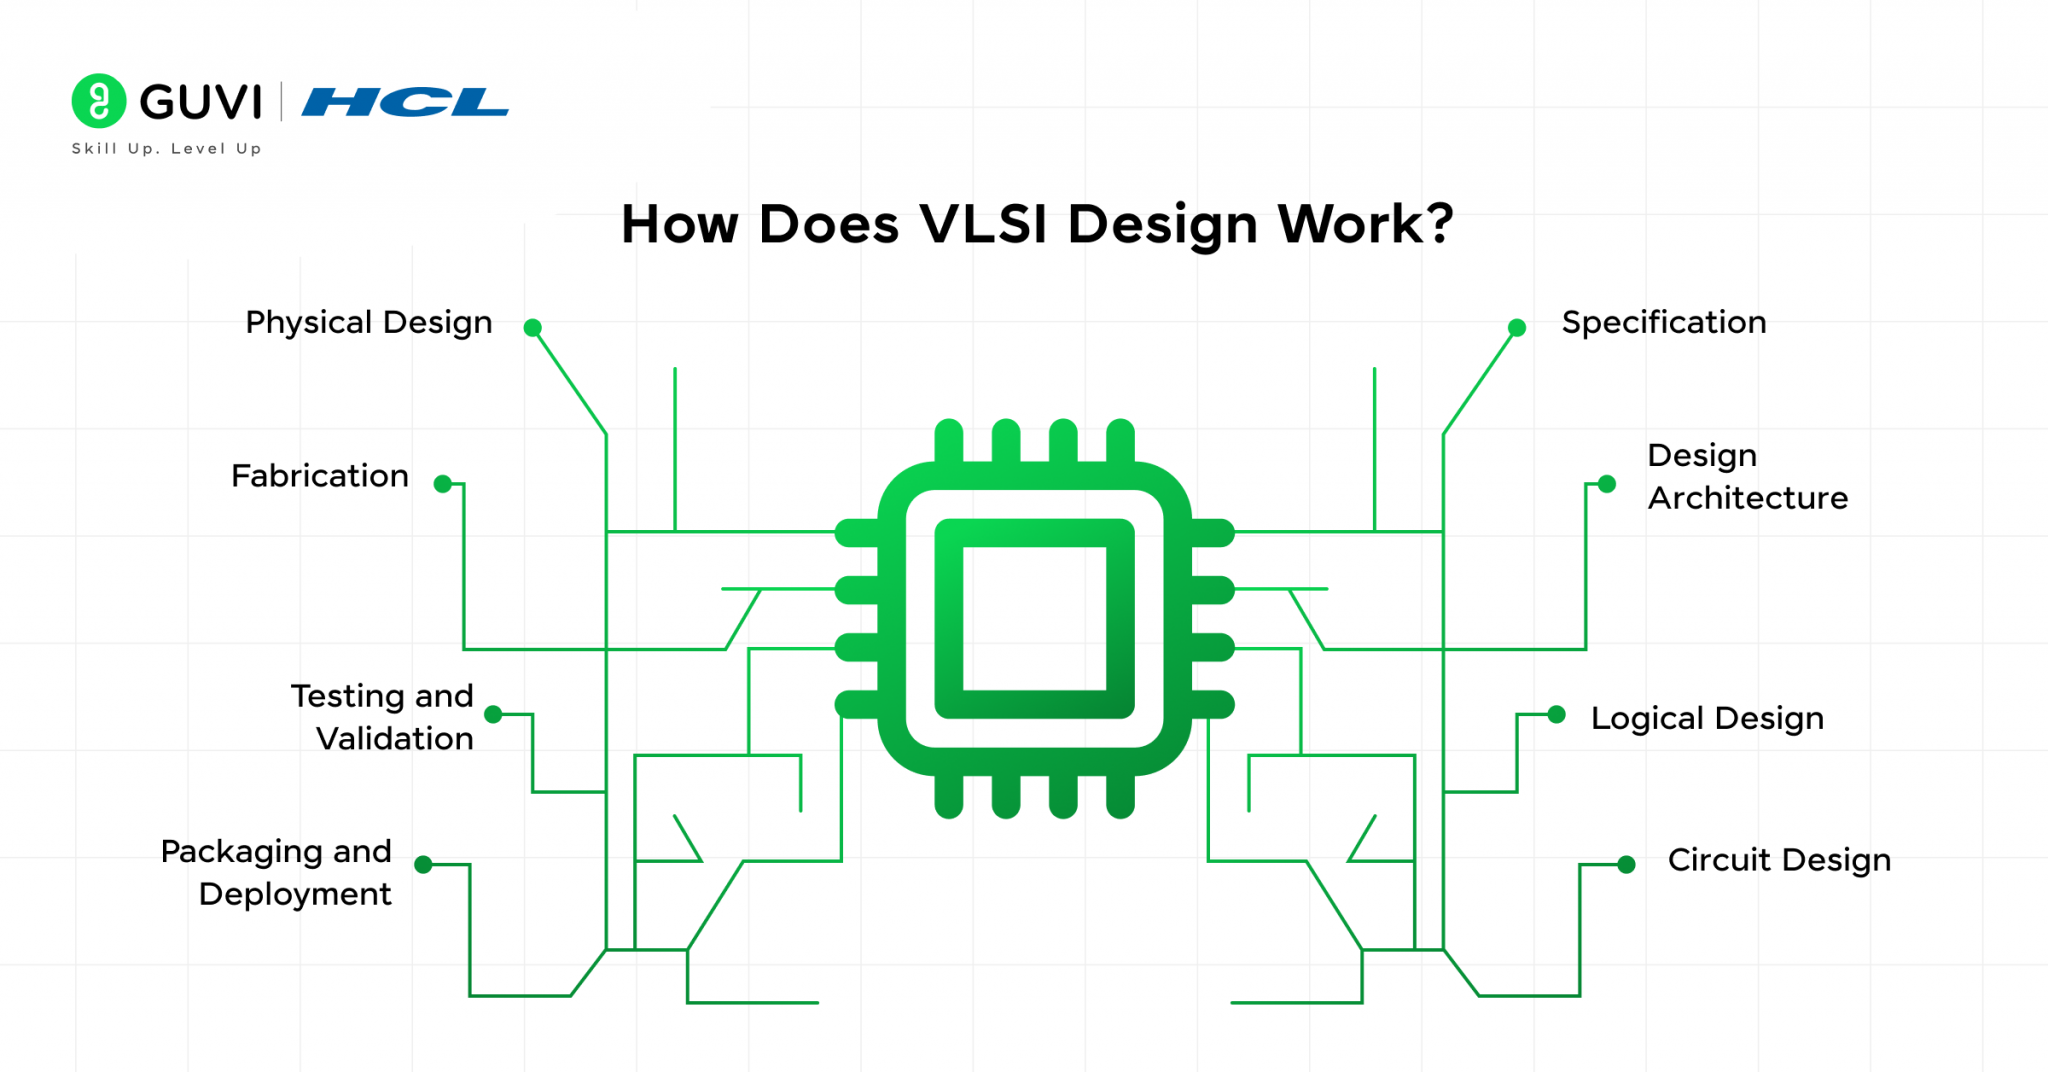 GUVI | HCL
Skill Up. Level Up
How Does VLSI Design Work?
Physical Design
Fabrication
Testing and
Validation
Packaging and
Deployment
Specification
Design
Architecture
Logical Design
Circuit Design